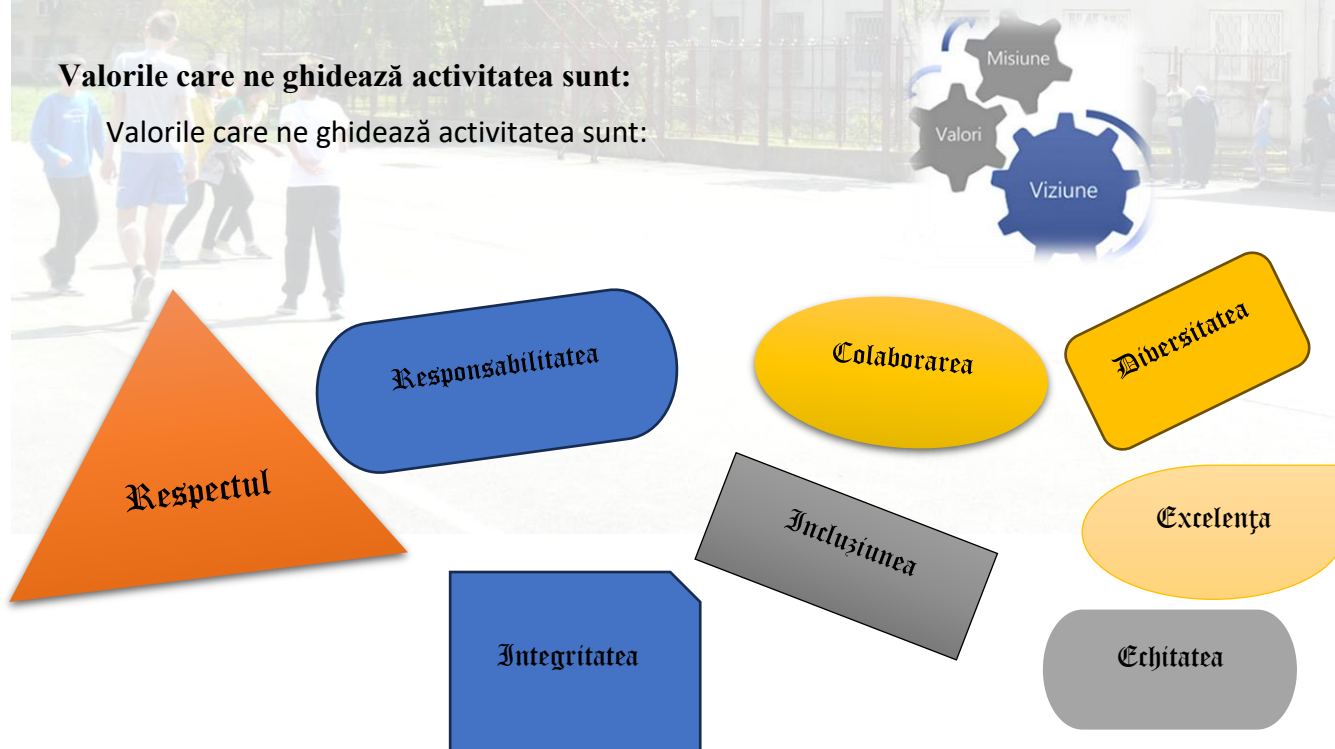 Valorile care ne ghidează activitatea sunt:
Valorile care ne ghidează activitatea sunt:
Misiune
Valori
Viziune
Respectul
Responsabilitatea
Colaborarea
Diversitatea
Incluziunea
Excelenţa
Integritatea
Echitatea